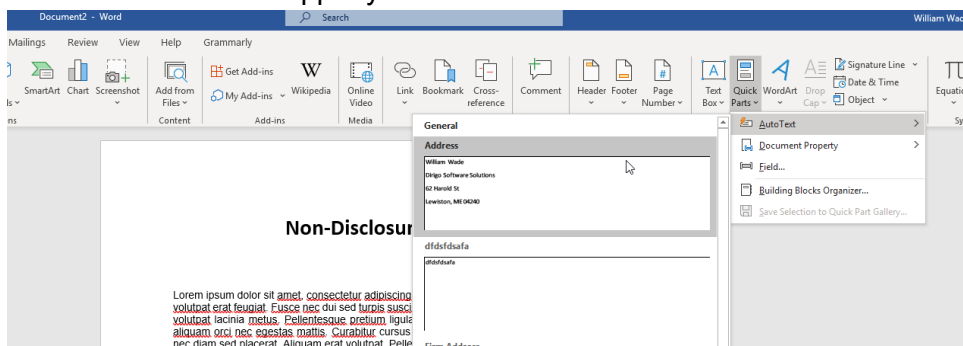 Document2 - Word
Search
William Wad
Mailings Review View Help Grammarly
SmartArt Chart Screenshot
Add from Files
Get Add-ins
My Add-ins
Wikipedia
Online Video
Link Bookmark Cross-reference
Comment
Header Footer Page Number
Text Box
Quick Parts
WordArt
Drop Cap
Signature Line
Date & Time
Object
Equatic
Content Add-ins Media
Sy
AutoText
Document Property
Field...
Building Blocks Organizer...
Save Selection to Quick Part Gallery...
General
Address
William Wade
Dirigo Software Solutions
62 Harold St
Lewiston, ME 04240
dfdsfdsafa
dfdsfdsafa
Firm Address
Non-Disclosur
Lorem ipsum dolor sit amet, consectetur adipiscing
volutpat erat feugiat. Fusce nec dui sed turpis susci
volutpat lacinia metus. Pellentesque pretium ligula
aliquam orci nec egestas mattis. Curabitur cursus
nec diam sed placerat. Aliquam erat volutpat. Pelle